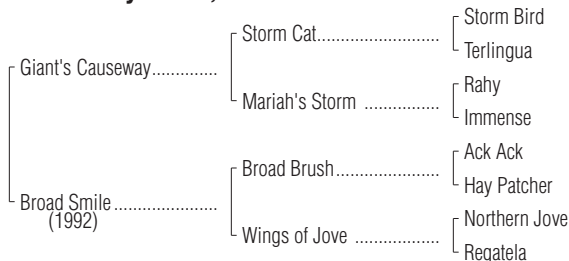 Storm Bird
Storm Cat
Terlingua
Giant's Causeway
Rahy
Mariah's Storm
Immense
Ack Ack
Broad Brush
Hay Patcher
Broad Smile
(1992)
Northern Jove
Wings of Jove
Regatela